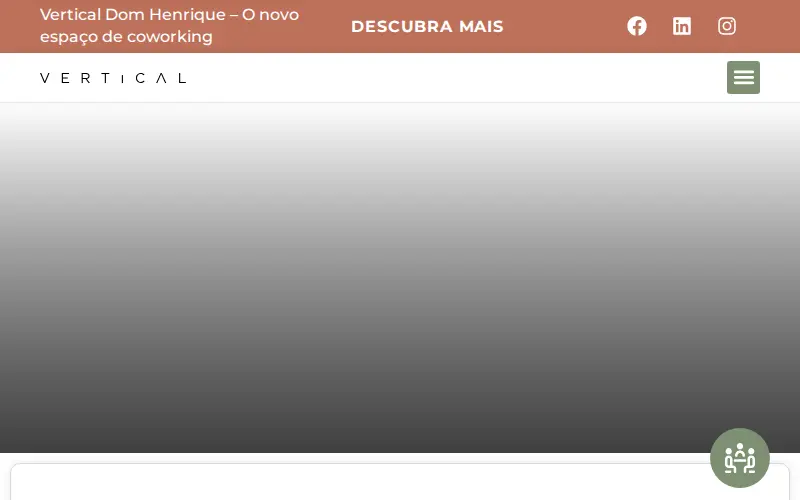 Vertical Dom Henrique – O novo
espaço de coworking
DESCUBRA MAIS
VERTICAL